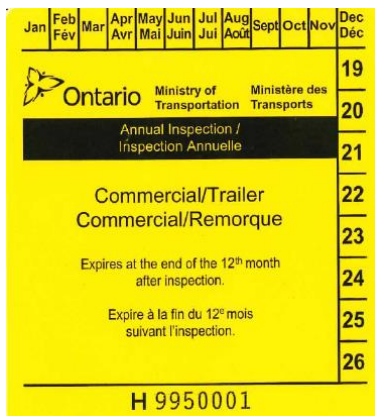 Jan Feb Mar Apr May Jun Jul Aug Sept Oct Nov Dec
Fév Avr Mai Juin Jui Août Déc
19
Ontario Ministry of Ministère des
Transportation Transports
20
Annual Inspection /
Inspection Annuelle
21
Commercial/Trailer
22
Commercial/Remorque
23
Expires at the end of the 12th month
after inspection.
24
Expire à la fin du 12e mois
suivant l'inspection.
25
26
H 9950001